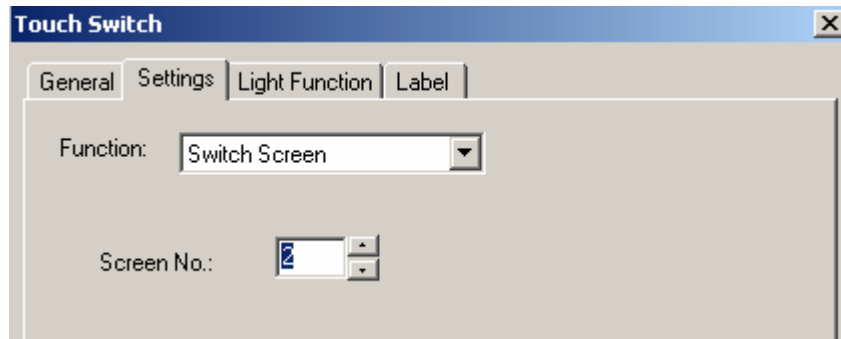 Touch Switch
General Settings Light Function Label
Function: Switch Screen
Screen No.: 2